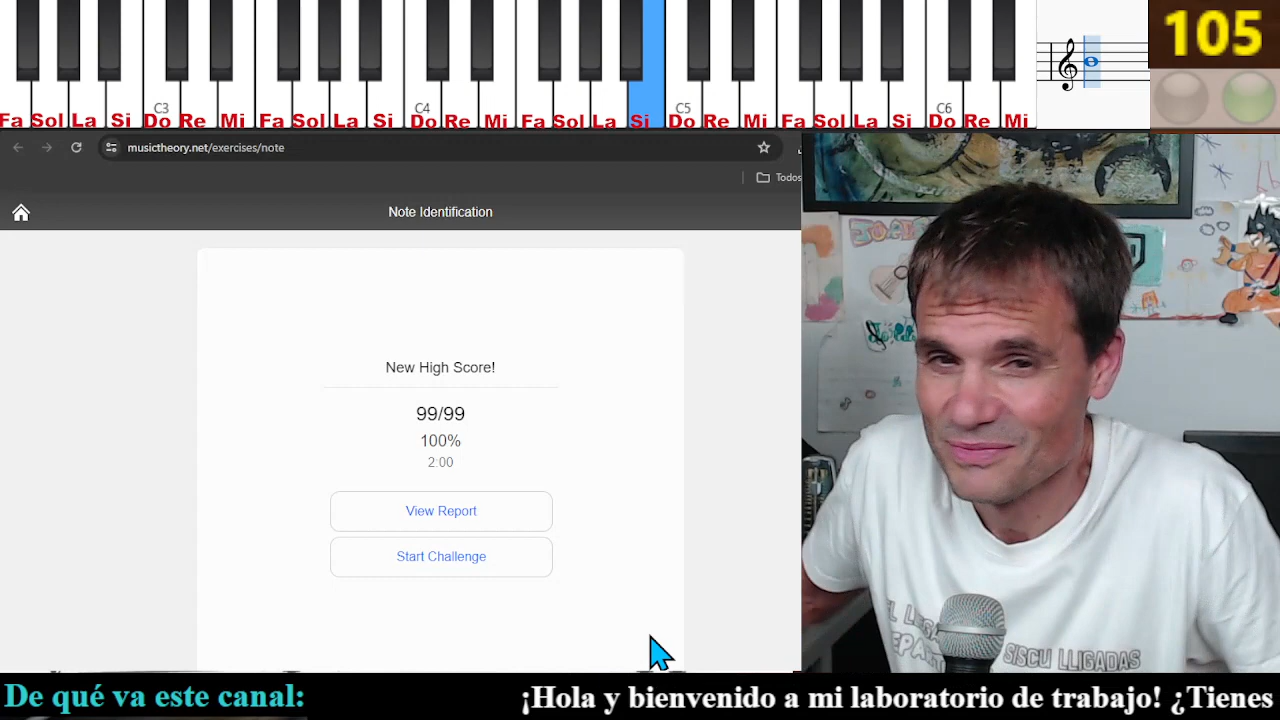 105
C3 C4 C5 C6
Fa Sol La Si Do Re Mi Fa Sol La Si Do Re Mi Fa Sol La Si Do Re Mi Fa Sol La Si Do Re Mi
musictheory.net/exercises/note
Todos
Note Identification
New High Score!
99/99
100%
2:00
View Report
Start Challenge
SISCU LLIGADAS
De qué va este canal:
¡Hola y bienvenido a mi laboratorio de trabajo! ¿Tienes